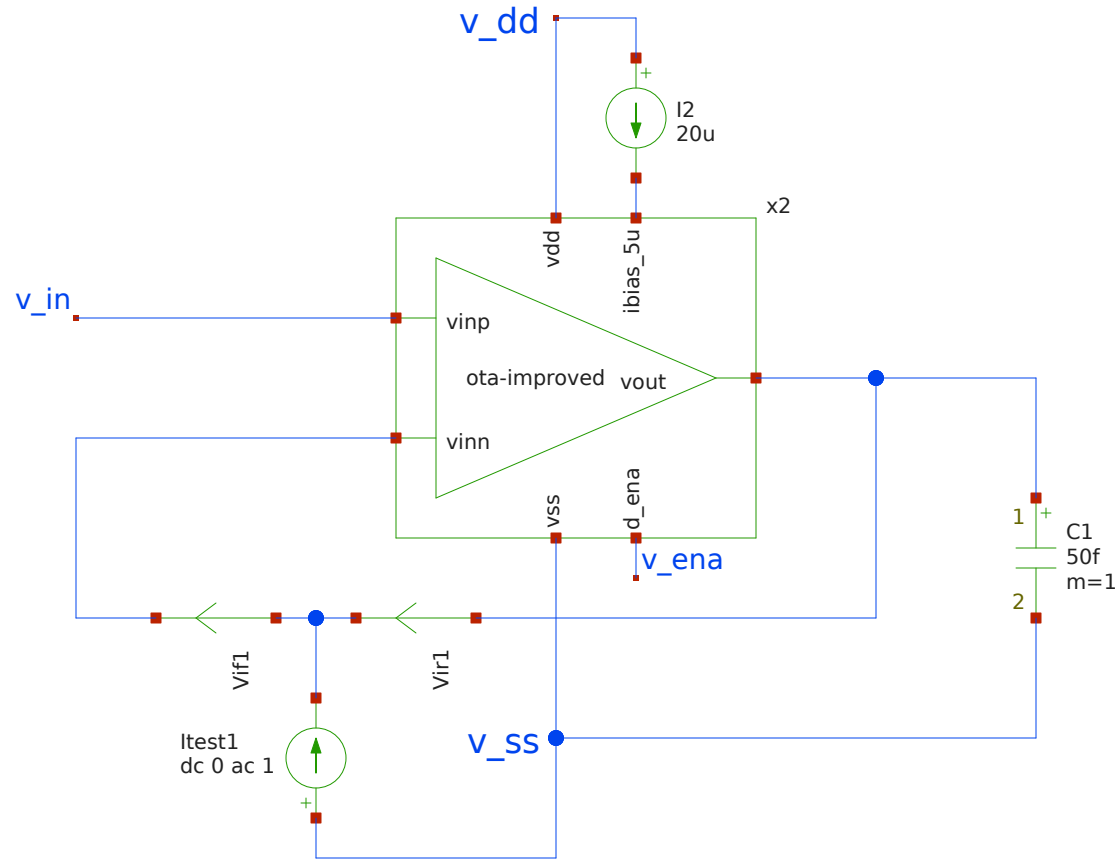 v_dd
+
I2
20u
x2
vdd
ibias_5u
v_in
vinp
ota-improved
vout
vinn
vss
d_ena
v_ena
1
+
C1
50f
m=1
2
Vif1
Vir1
Itest1
dc 0 ac 1
+
v_ss